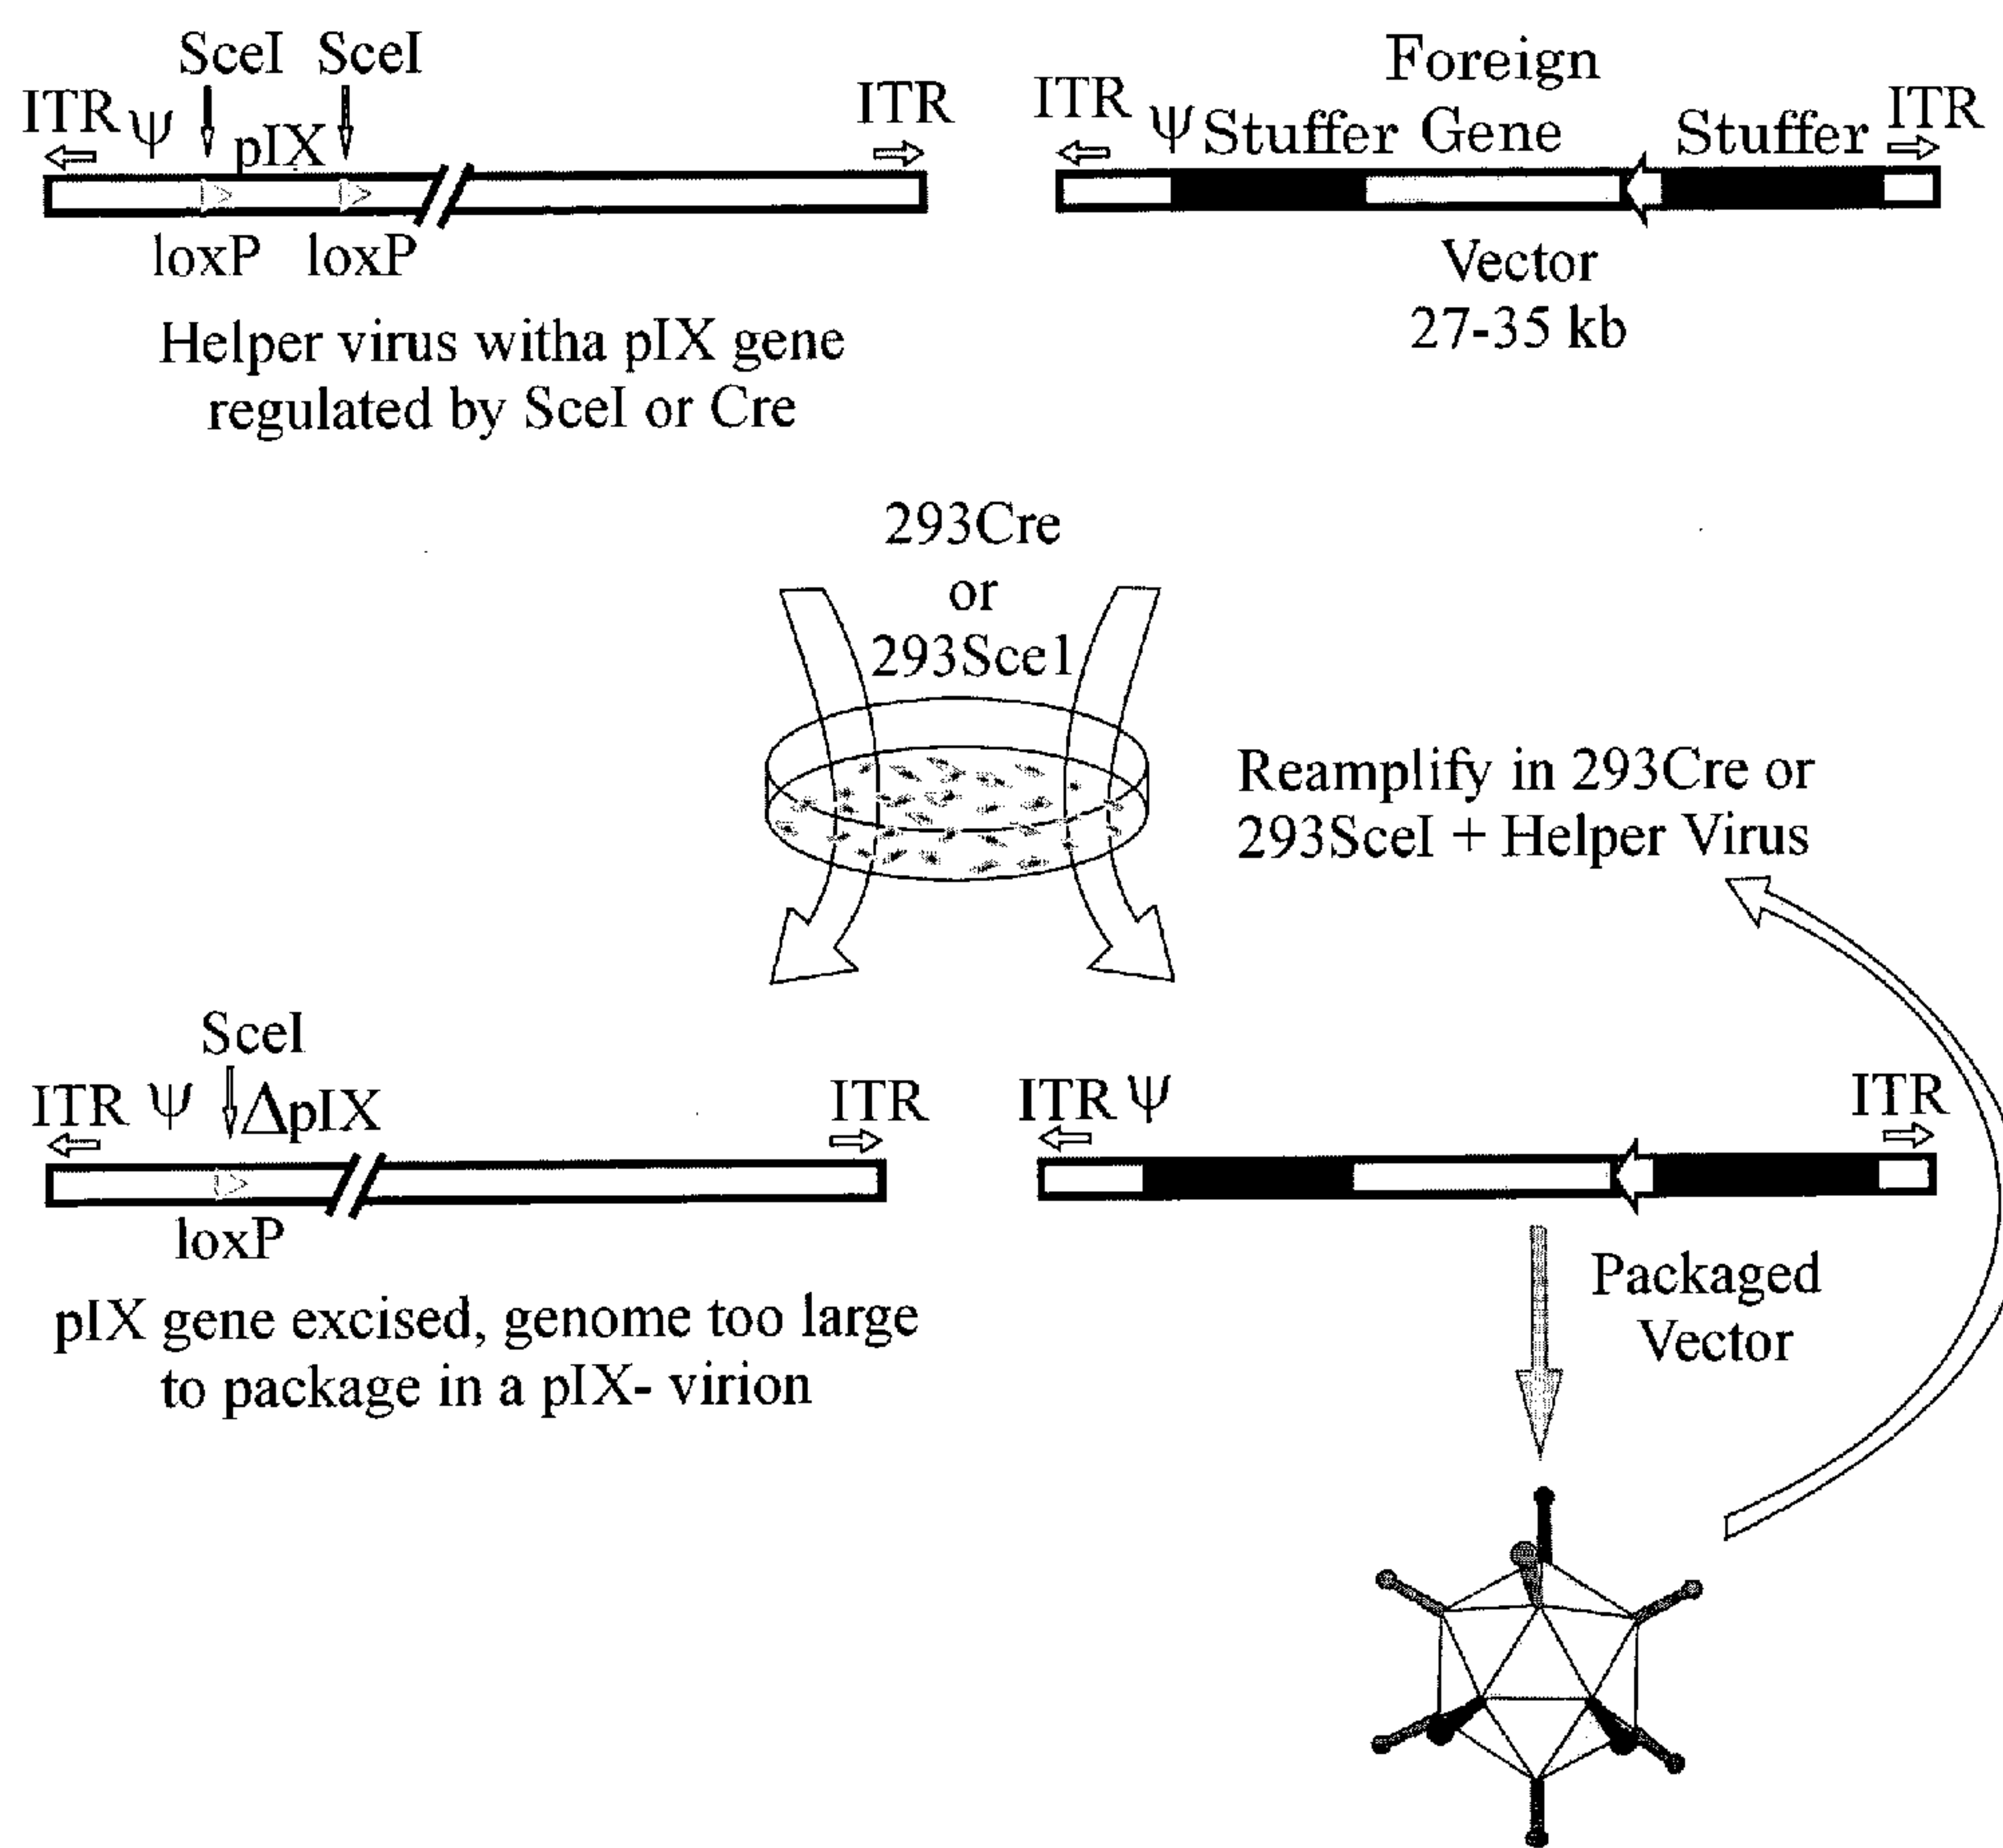 SceI SceI
ITR ψ pIX ITR
loxP loxP
Helper virus witha pIX gene
regulated by SceI or Cre
Foreign
ITR ψ Stuffer Gene Stuffer ITR
Vector
27-35 kb
293Cre
or
293Sce1
Reamplify in 293Cre or
293SceI + Helper Virus
SceI
ITR ψ ΔpIX ITR
loxP
pIX gene excised, genome too large
to package in a pIX- virion
ITR ψ ITR
Packaged
Vector